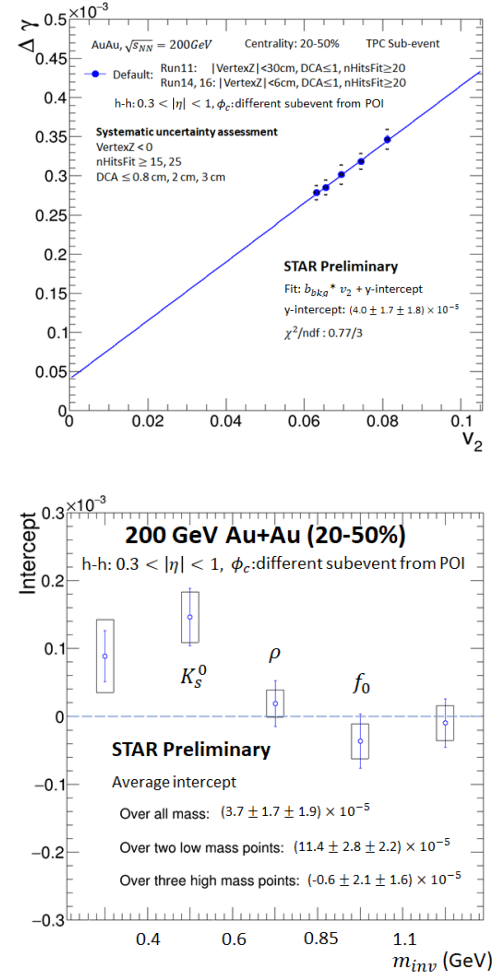 ×10⁻³
0.5
Δ γ
AuAu, √sNN = 200GeV Centrality: 20-50% TPC Sub-event
Default: Run11: |VertexZ|<30cm, DCA≤1, nHitsFit≥20
Run14, 16: |VertexZ|<6cm, DCA≤1, nHitsFit≥20
h-h: 0.3 < |η| < 1, ϕc:different subevent from POI
Systematic uncertainty assessment
VertexZ < 0
nHitsFit ≥ 15, 25
DCA ≤ 0.8 cm, 2 cm, 3 cm
0.45
0.4
0.35
0.3
0.25
0.2
0.15
0.1
0.05
0
STAR Preliminary
Fit: bbkg* v2 + y-intercept
y-intercept: (4.0 ± 1.7 ± 1.8) × 10⁻⁵
χ²/ndf : 0.77/3
0 0.02 0.04 0.06 0.08 0.1
v2
×10⁻³
0.3
Intercept
200 GeV Au+Au (20-50%)
h-h: 0.3 < |η| < 1, ϕc:different subevent from POI
0.2
0.1
0
−0.1
−0.2
−0.3
Ks⁰
ρ
f0
STAR Preliminary
Average intercept
Over all mass: (3.7 ± 1.7 ± 1.9) × 10⁻⁵
Over two low mass points: (11.4 ± 2.8 ± 2.2) × 10⁻⁵
Over three high mass points: (-0.6 ± 2.1 ± 1.6) × 10⁻⁵
0.4 0.6 0.85 1.1
minv (GeV)